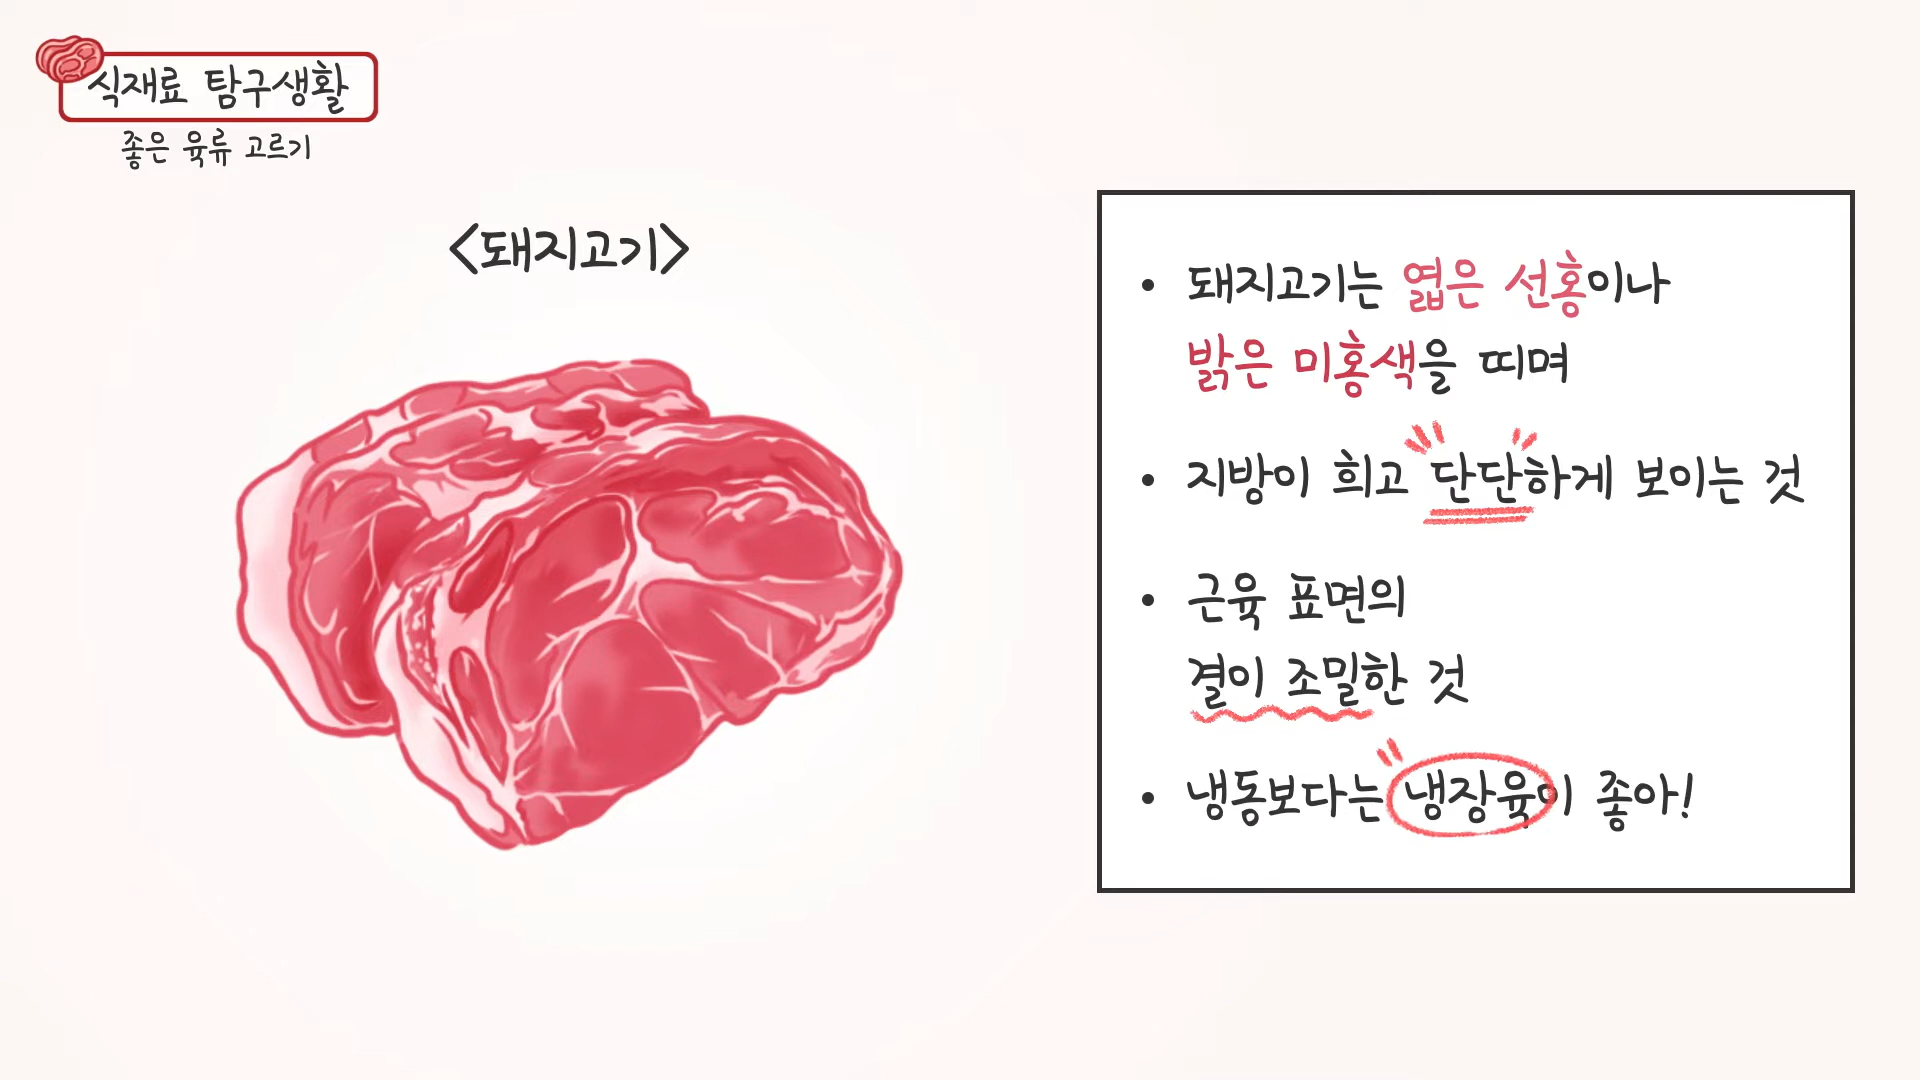 식재료 탐구생활
좋은 육류 고르기
<돼지고기>
• 돼지고기는 엷은 선홍이나
밝은 미홍색을 띠며
• 지방이 희고 단단하게 보이는 것
• 근육 표면의
결이 조밀한 것
• 냉동보다는 냉장육이 좋아!